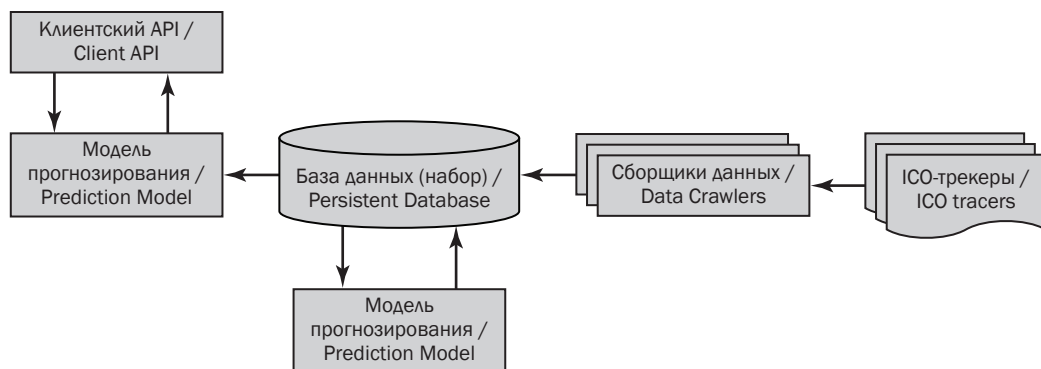 Клиентский API /
Client API
Модель
прогнозирования /
Prediction Model
База данных (набор) /
Persistent Database
Сборщики данных /
Data Crawlers
ICO-трекеры /
ICO tracers
Модель
прогнозирования /
Prediction Model